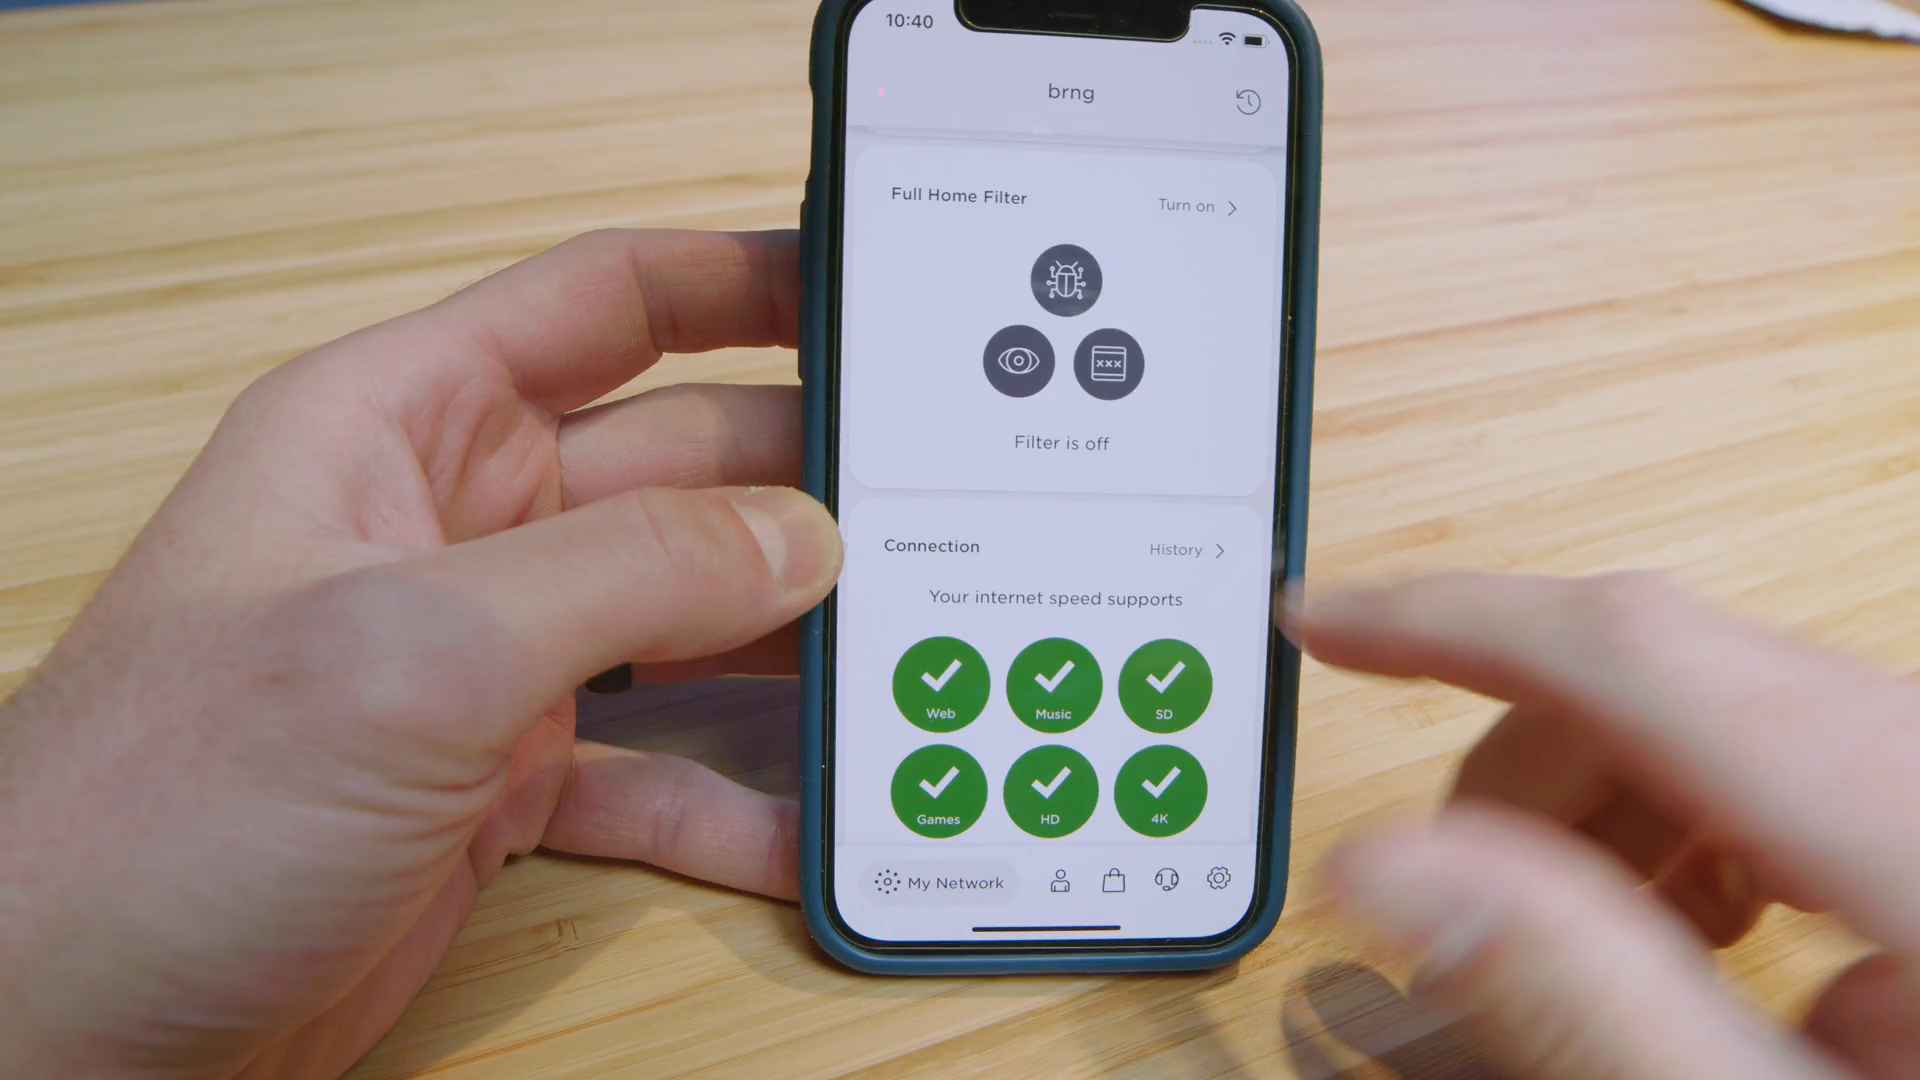 10:40
brng
Full Home Filter
Turn on
xxx
Filter is off
Connection
History
Your internet speed supports
Web
Music
SD
Games
HD
4K
My Network